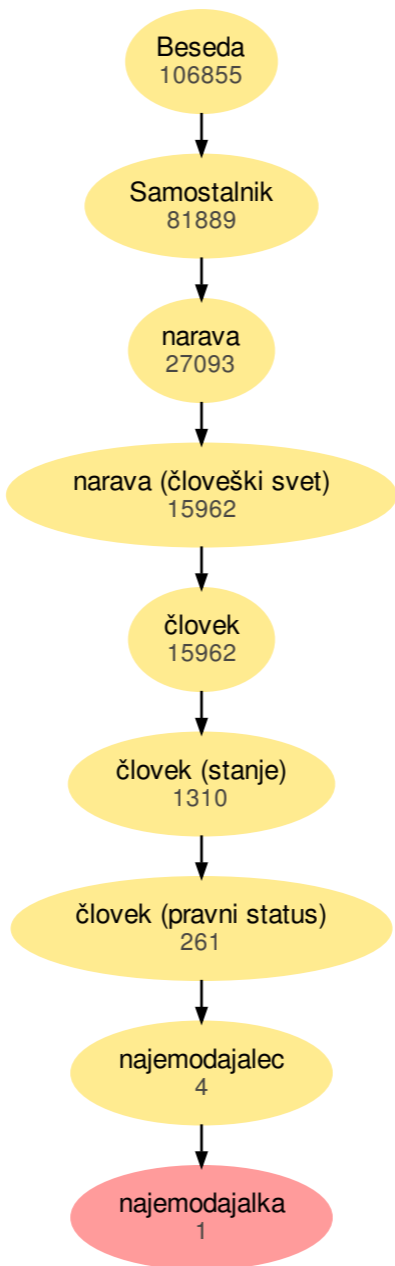 Beseda
106855
Samostalnik
81889
narava
27093
narava (človeški svet)
15962
človek
15962
človek (stanje)
1310
človek (pravni status)
261
najemodajalec
4
najemodajalka
1